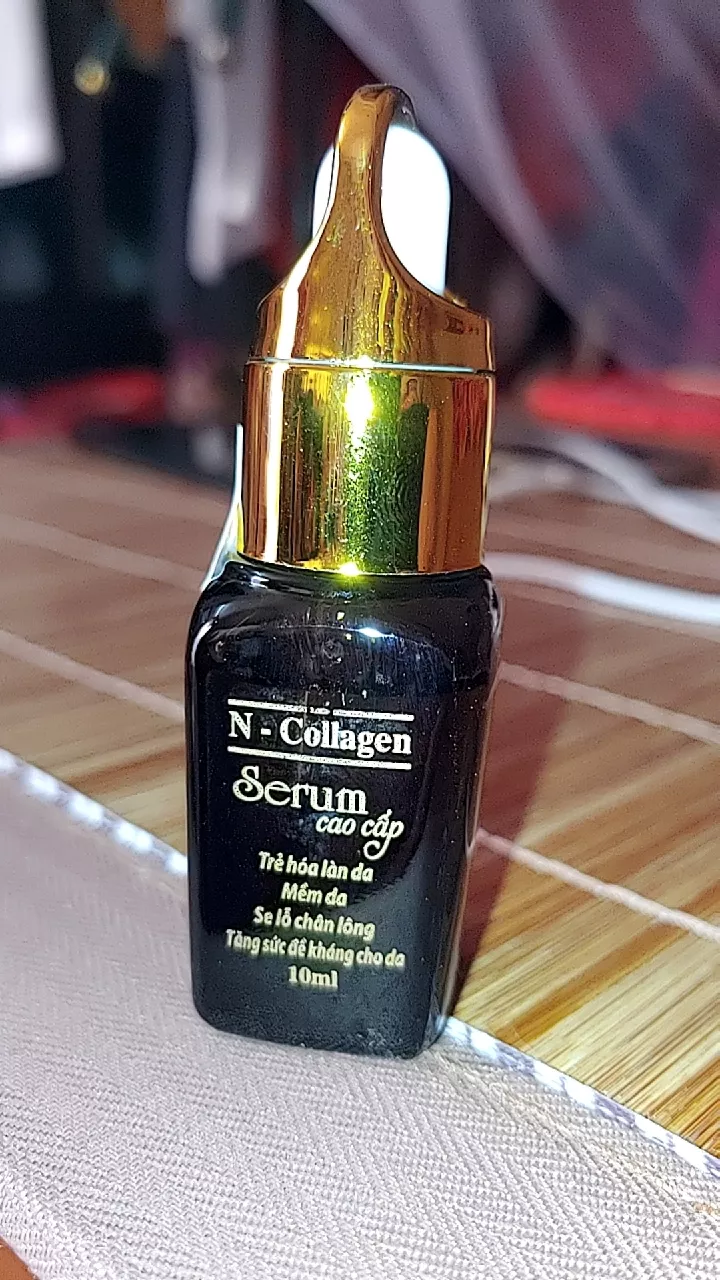 N - Collagen
Serum
cao cấp
Trẻ hóa làn da
Mềm da
Se lỗ chân lông
Tăng sức đề kháng cho da
10ml